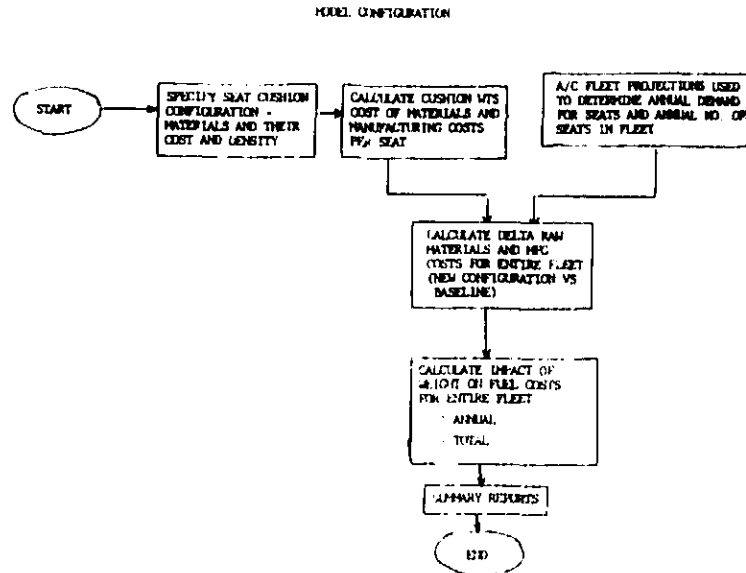 MODEL CONFIGURATION
START
SPECIFY SEAT CUSHION
CONFIGURATION -
MATERIALS AND THEIR
COST AND DENSITY
CALCULATE CUSHION WTS
COST OF MATERIALS AND
MANUFACTURING COSTS
PER SEAT
A/C FLEET PROJECTIONS USED
TO DETERMINE ANNUAL DEMAND
FOR SEATS AND ANNUAL NO. OF
SEATS IN FLEET
CALCULATE DELTA RAW
MATERIALS AND MFG
COSTS FOR ENTIRE FLEET
(NEW CONFIGURATION VS
BASELINE)
CALCULATE IMPACT OF
WEIGHT ON FUEL COSTS
FOR ENTIRE FLEET
· ANNUAL
· TOTAL
SUMMARY REPORTS
END